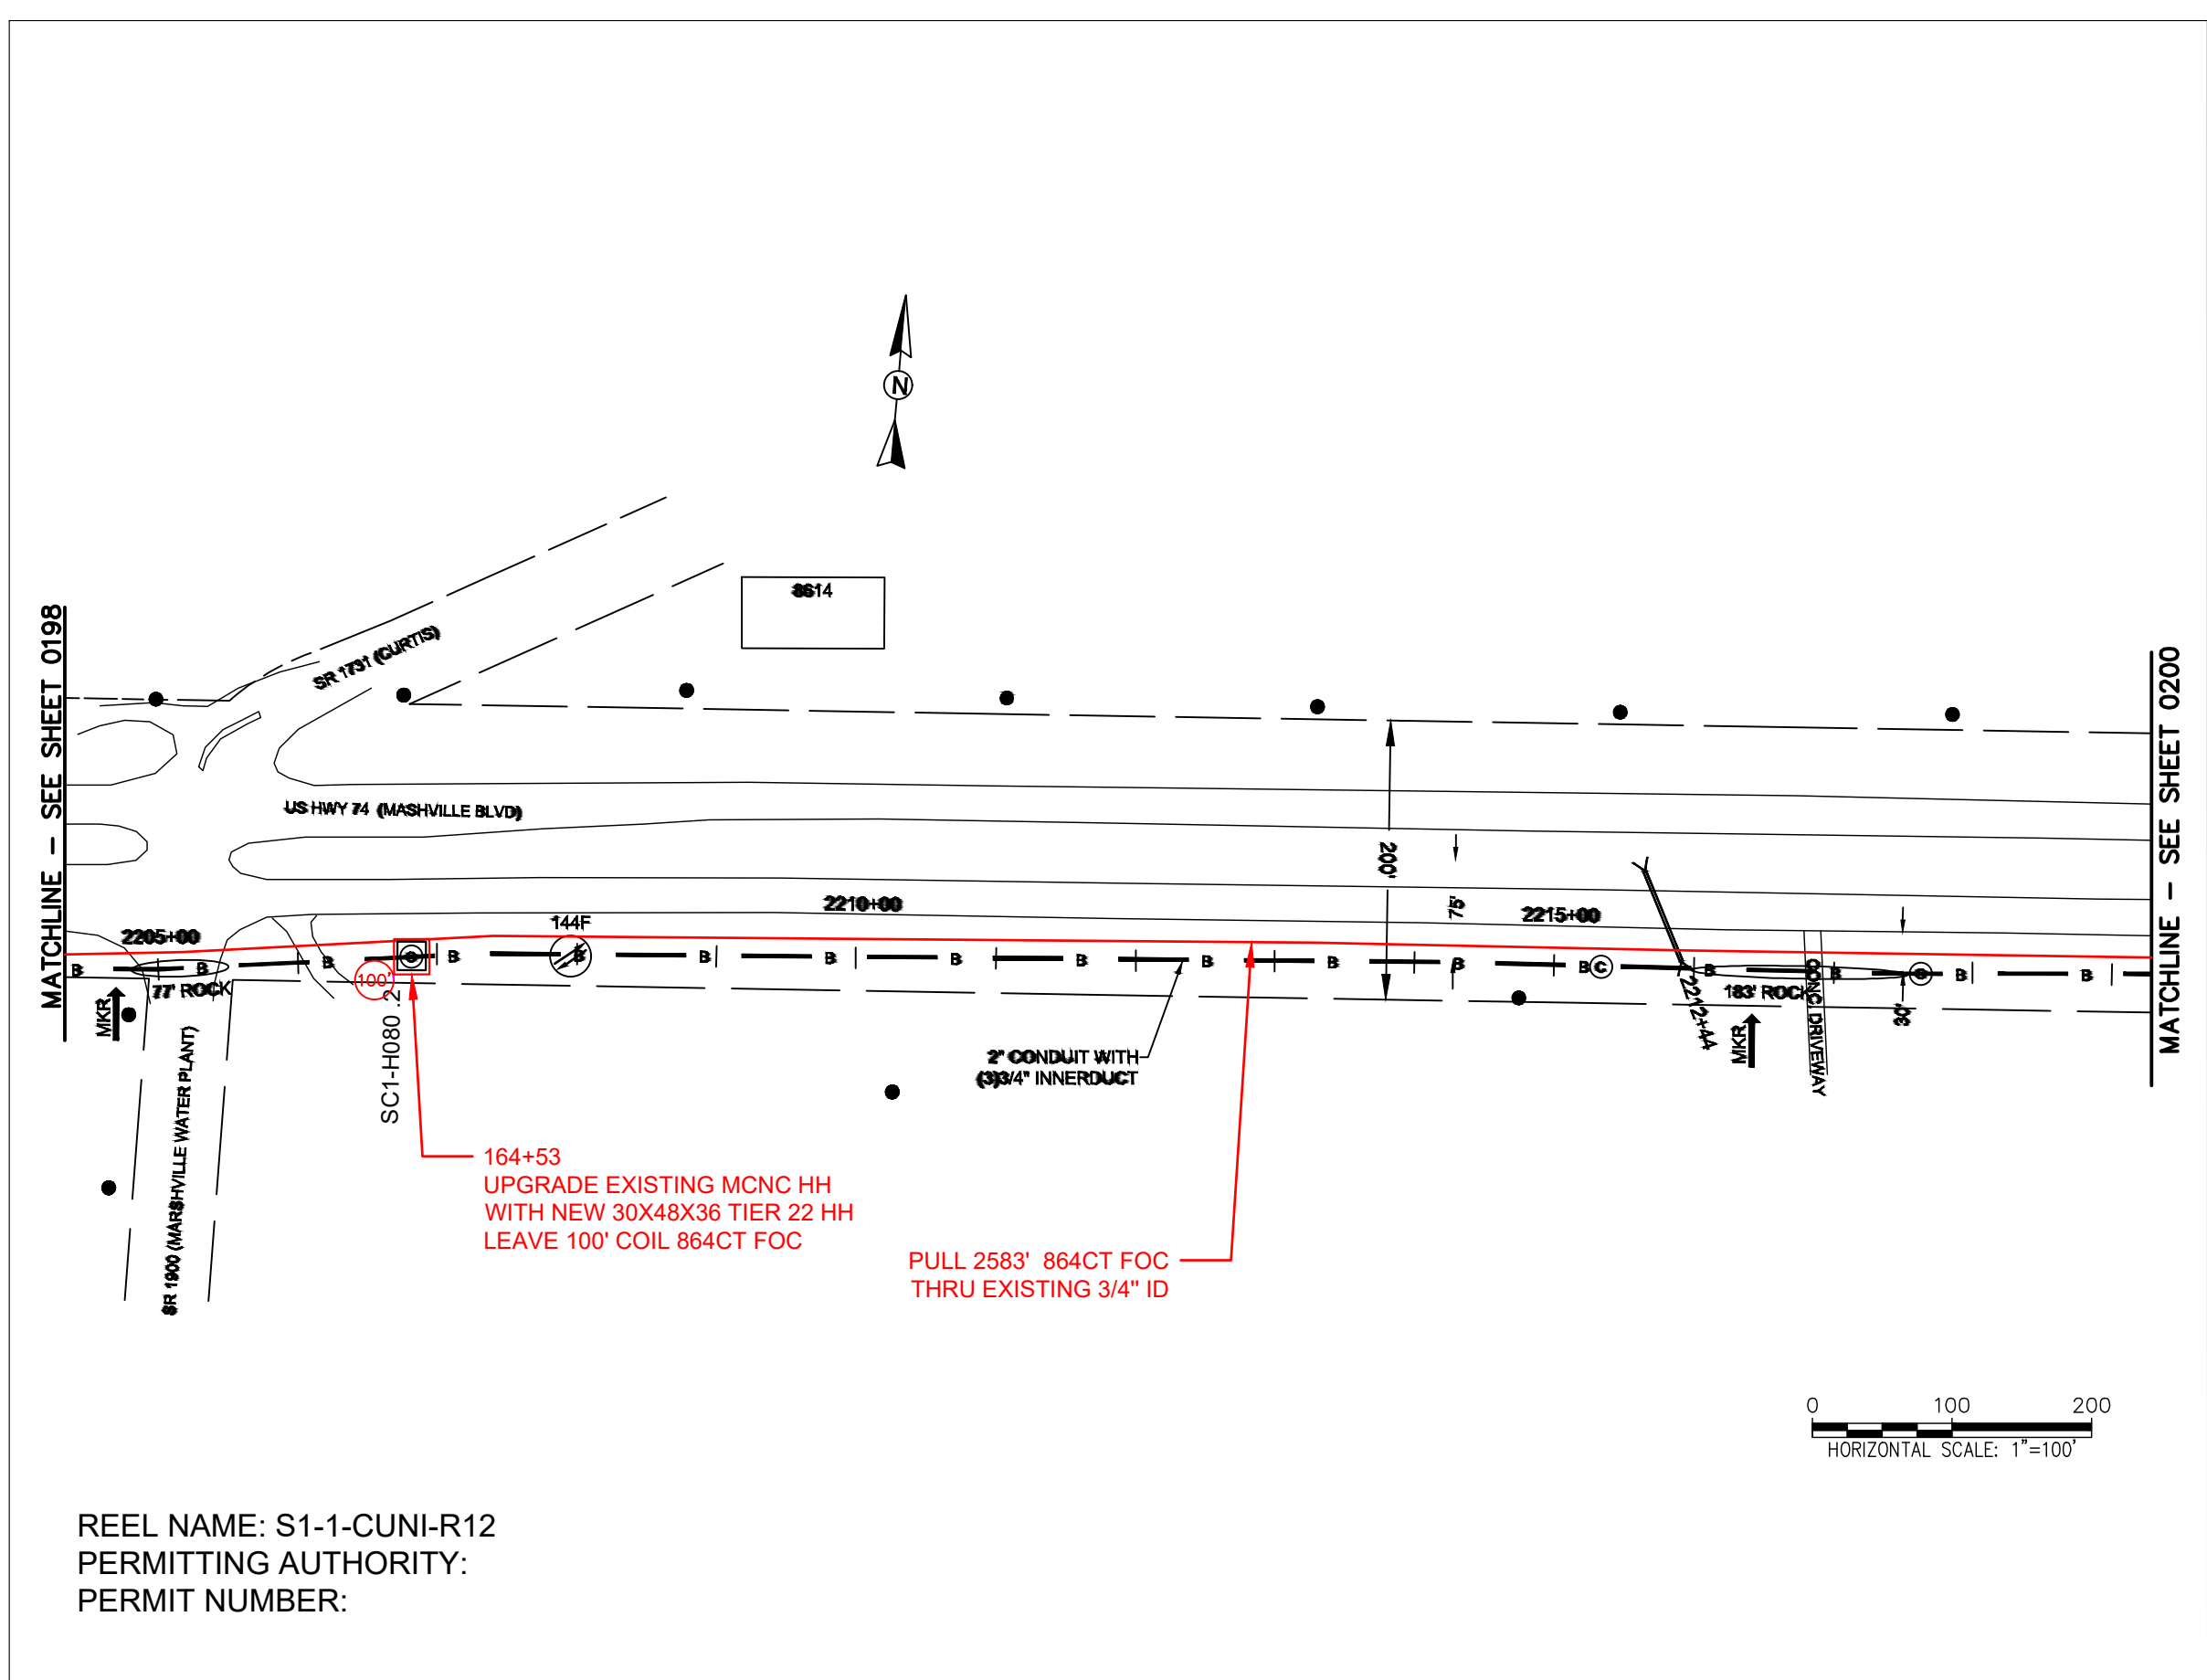 N
8614
SR 1731 (CURTIS)
MATCHLINE – SEE SHEET 0198
MATCHLINE – SEE SHEET 0200
US HWY 74 (MASHVILLE BLVD)
200'
75'
2210+00
2215+00
144F
2205+00
B B B B B B B B B B B B B B B B B
C
100'
77' ROCK
183' ROCK
30'
MKR
MKR
2212+44
CONC. DRIVEWAY
SC1-H080 .2
SR 1900 (MARSHVILLE WATER PLANT)
2" CONDUIT WITH
(3)3/4" INNERDUCT
164+53
UPGRADE EXISTING MCNC HH
WITH NEW 30X48X36 TIER 22 HH
LEAVE 100' COIL 864CT FOC
PULL 2583' 864CT FOC
THRU EXISTING 3/4" ID
0 100 200
HORIZONTAL SCALE: 1"=100'
REEL NAME: S1-1-CUNI-R12
PERMITTING AUTHORITY:
PERMIT NUMBER: